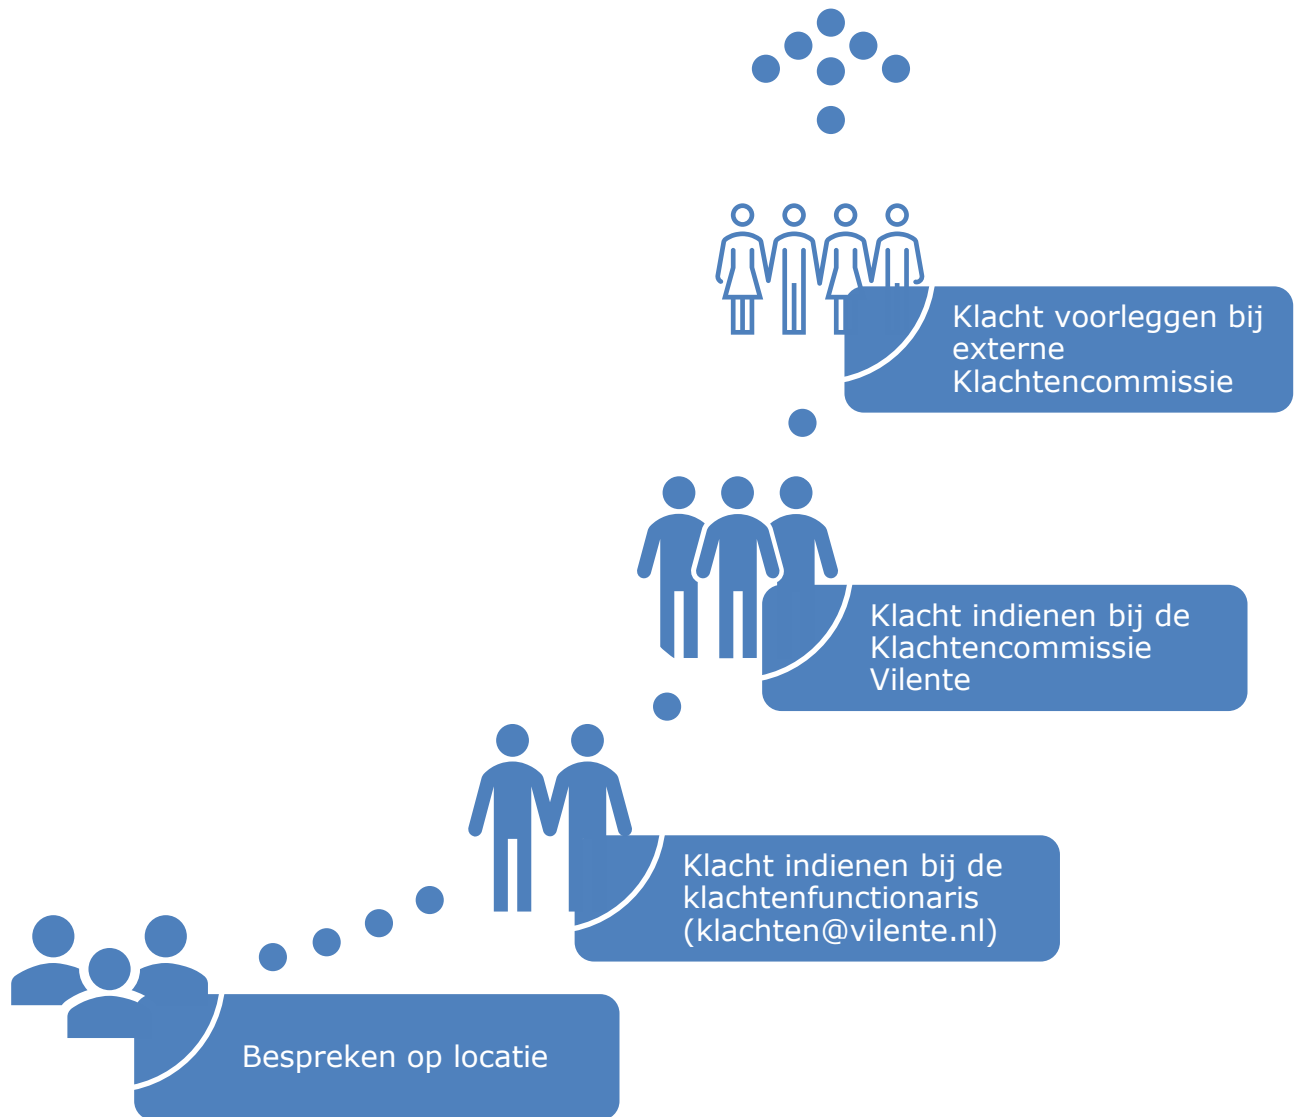 Klacht voorleggen bij
externe
Klachtencommissie
Klacht indienen bij de
Klachtencommissie
Vilente
Klacht indienen bij de
klachtenfunctionaris
(klachten@vilente.nl)
Bespreken op locatie